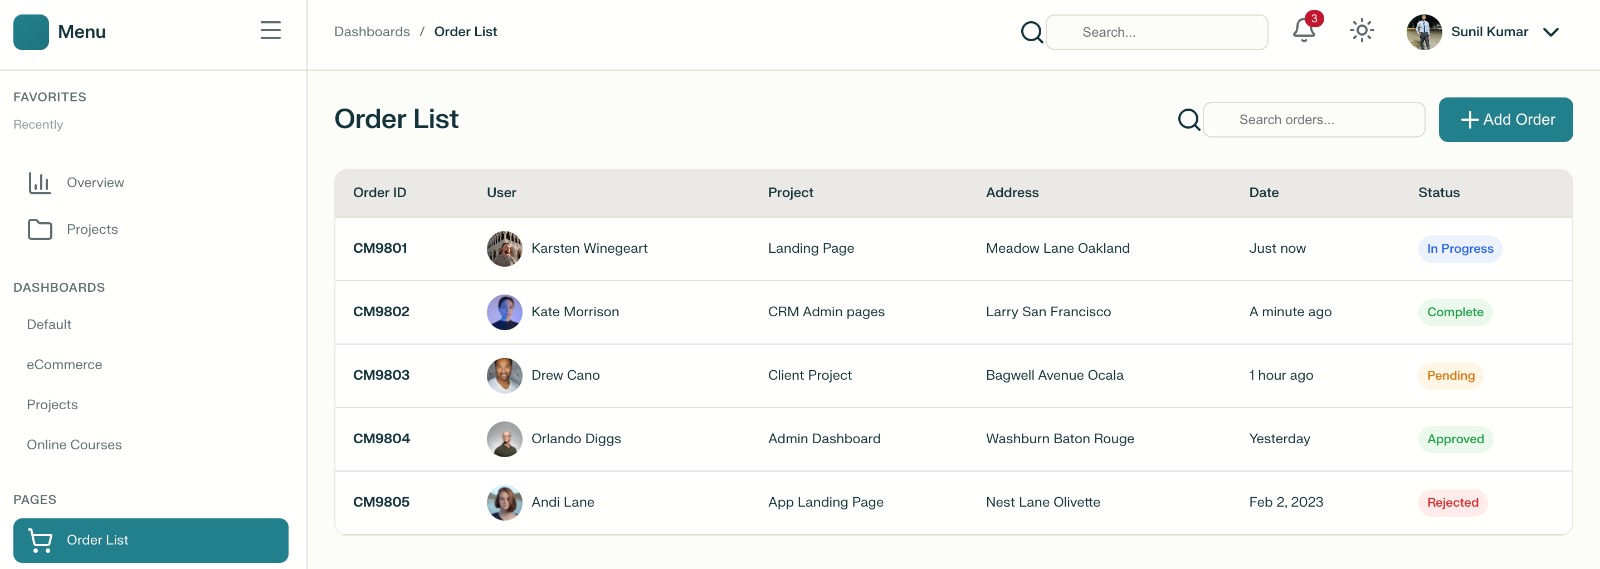 Menu
Dashboards / Order List
Search...
3
Sunil Kumar
FAVORITES
Recently
Overview
Projects
DASHBOARDS
Default
eCommerce
Projects
Online Courses
PAGES
Order List
Order List
Search orders...
Add Order
Order ID User Project Address Date Status
CM9801 Karsten Winegeart Landing Page Meadow Lane Oakland Just now In Progress
CM9802 Kate Morrison CRM Admin pages Larry San Francisco A minute ago Complete
CM9803 Drew Cano Client Project Bagwell Avenue Ocala 1 hour ago Pending
CM9804 Orlando Diggs Admin Dashboard Washburn Baton Rouge Yesterday Approved
CM9805 Andi Lane App Landing Page Nest Lane Olivette Feb 2, 2023 Rejected